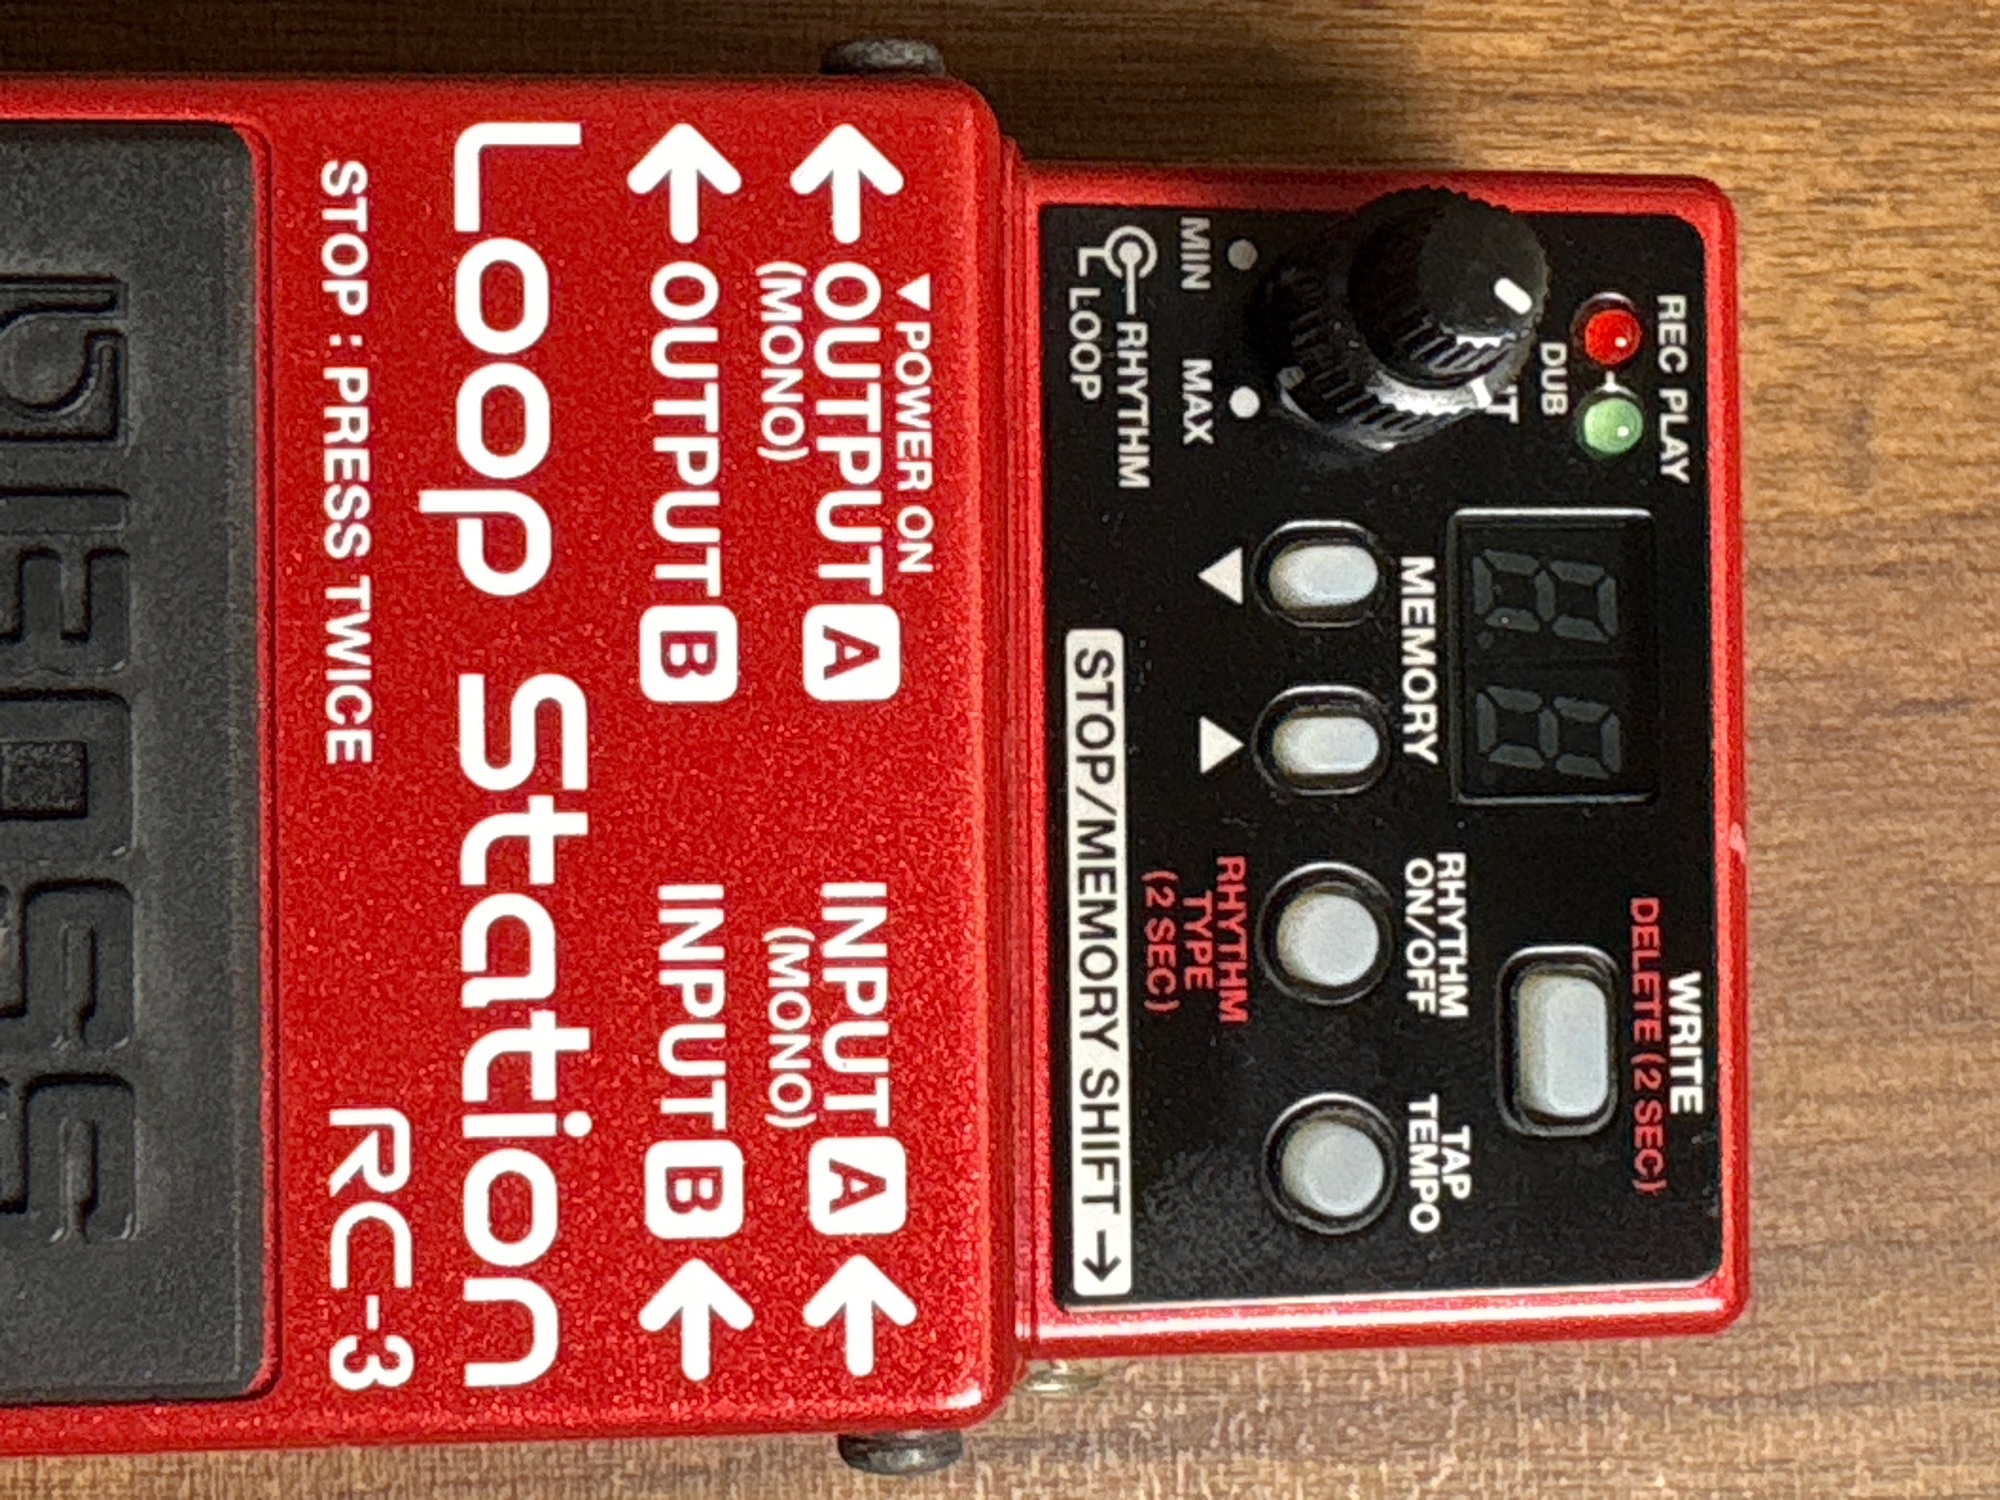 REC PLAY
DUB
WRITE
DELETE (2 SEC)
MEMORY
RHYTHM
ON/OFF
TAP
TEMPO
MIN
MAX
RHYTHM
LOOP
RHYTHM
TYPE
(2 SEC)
STOP/MEMORY SHIFT →
▼POWER ON
← OUTPUT A
(MONO)
INPUT A ←
(MONO)
← OUTPUT B
INPUT B ←
Loop Station
STOP : PRESS TWICE
RC-3